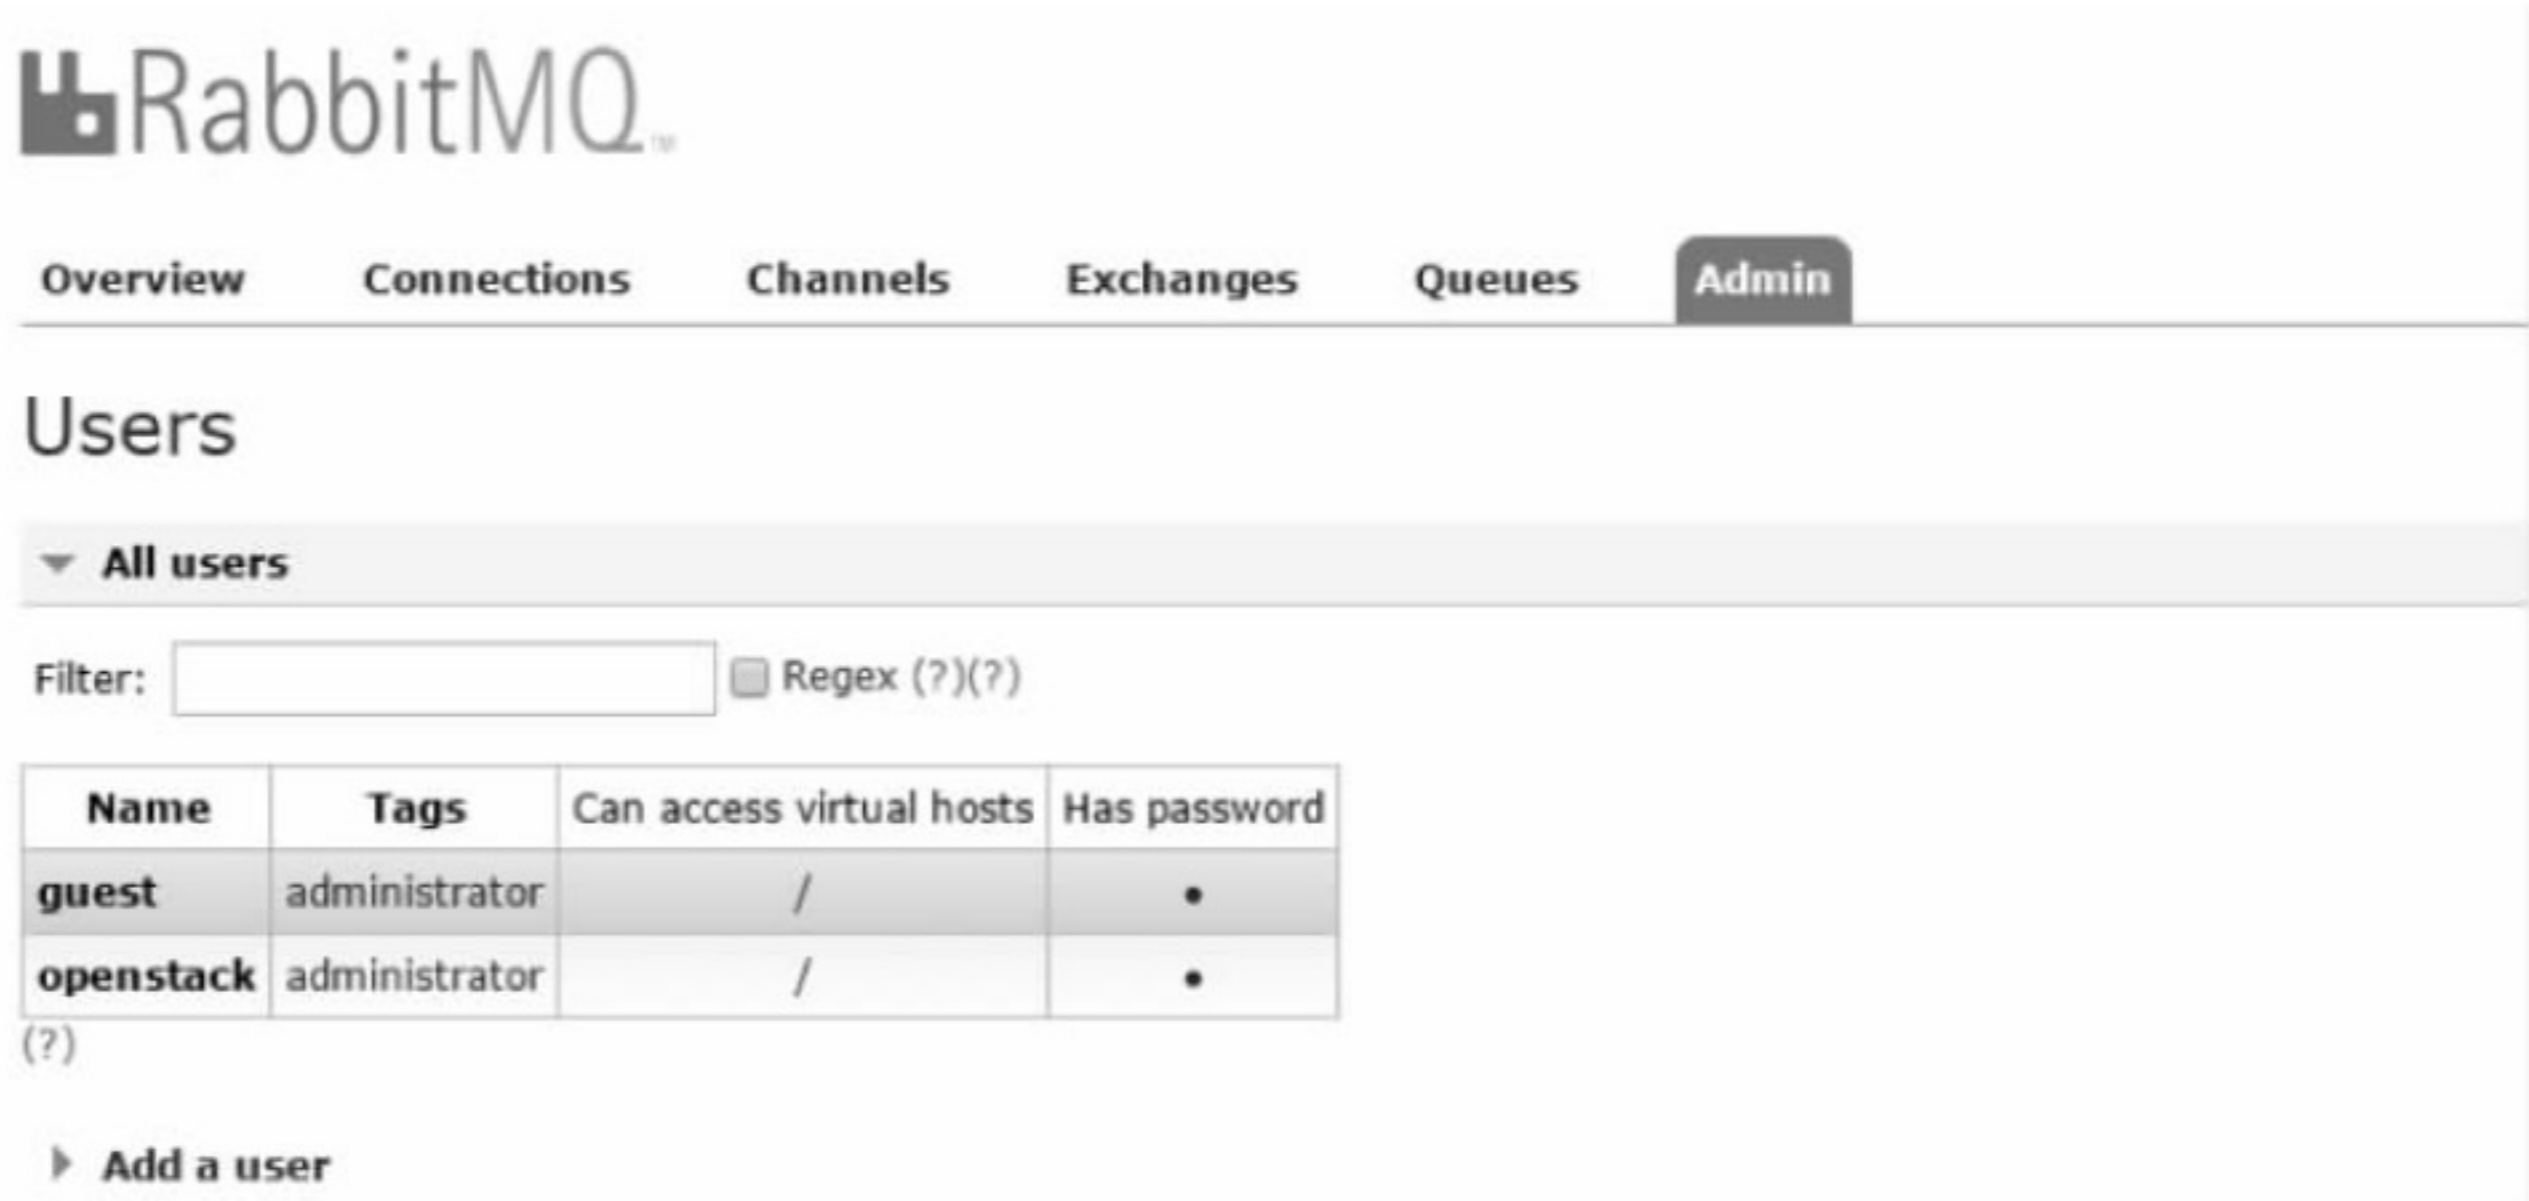 RabbitMQ™
Overview Connections Channels Exchanges Queues Admin
Users
All users
Filter: Regex (?)(?)
Name Tags Can access virtual hosts Has password
guest administrator / •
openstack administrator / •
(?)
Add a user